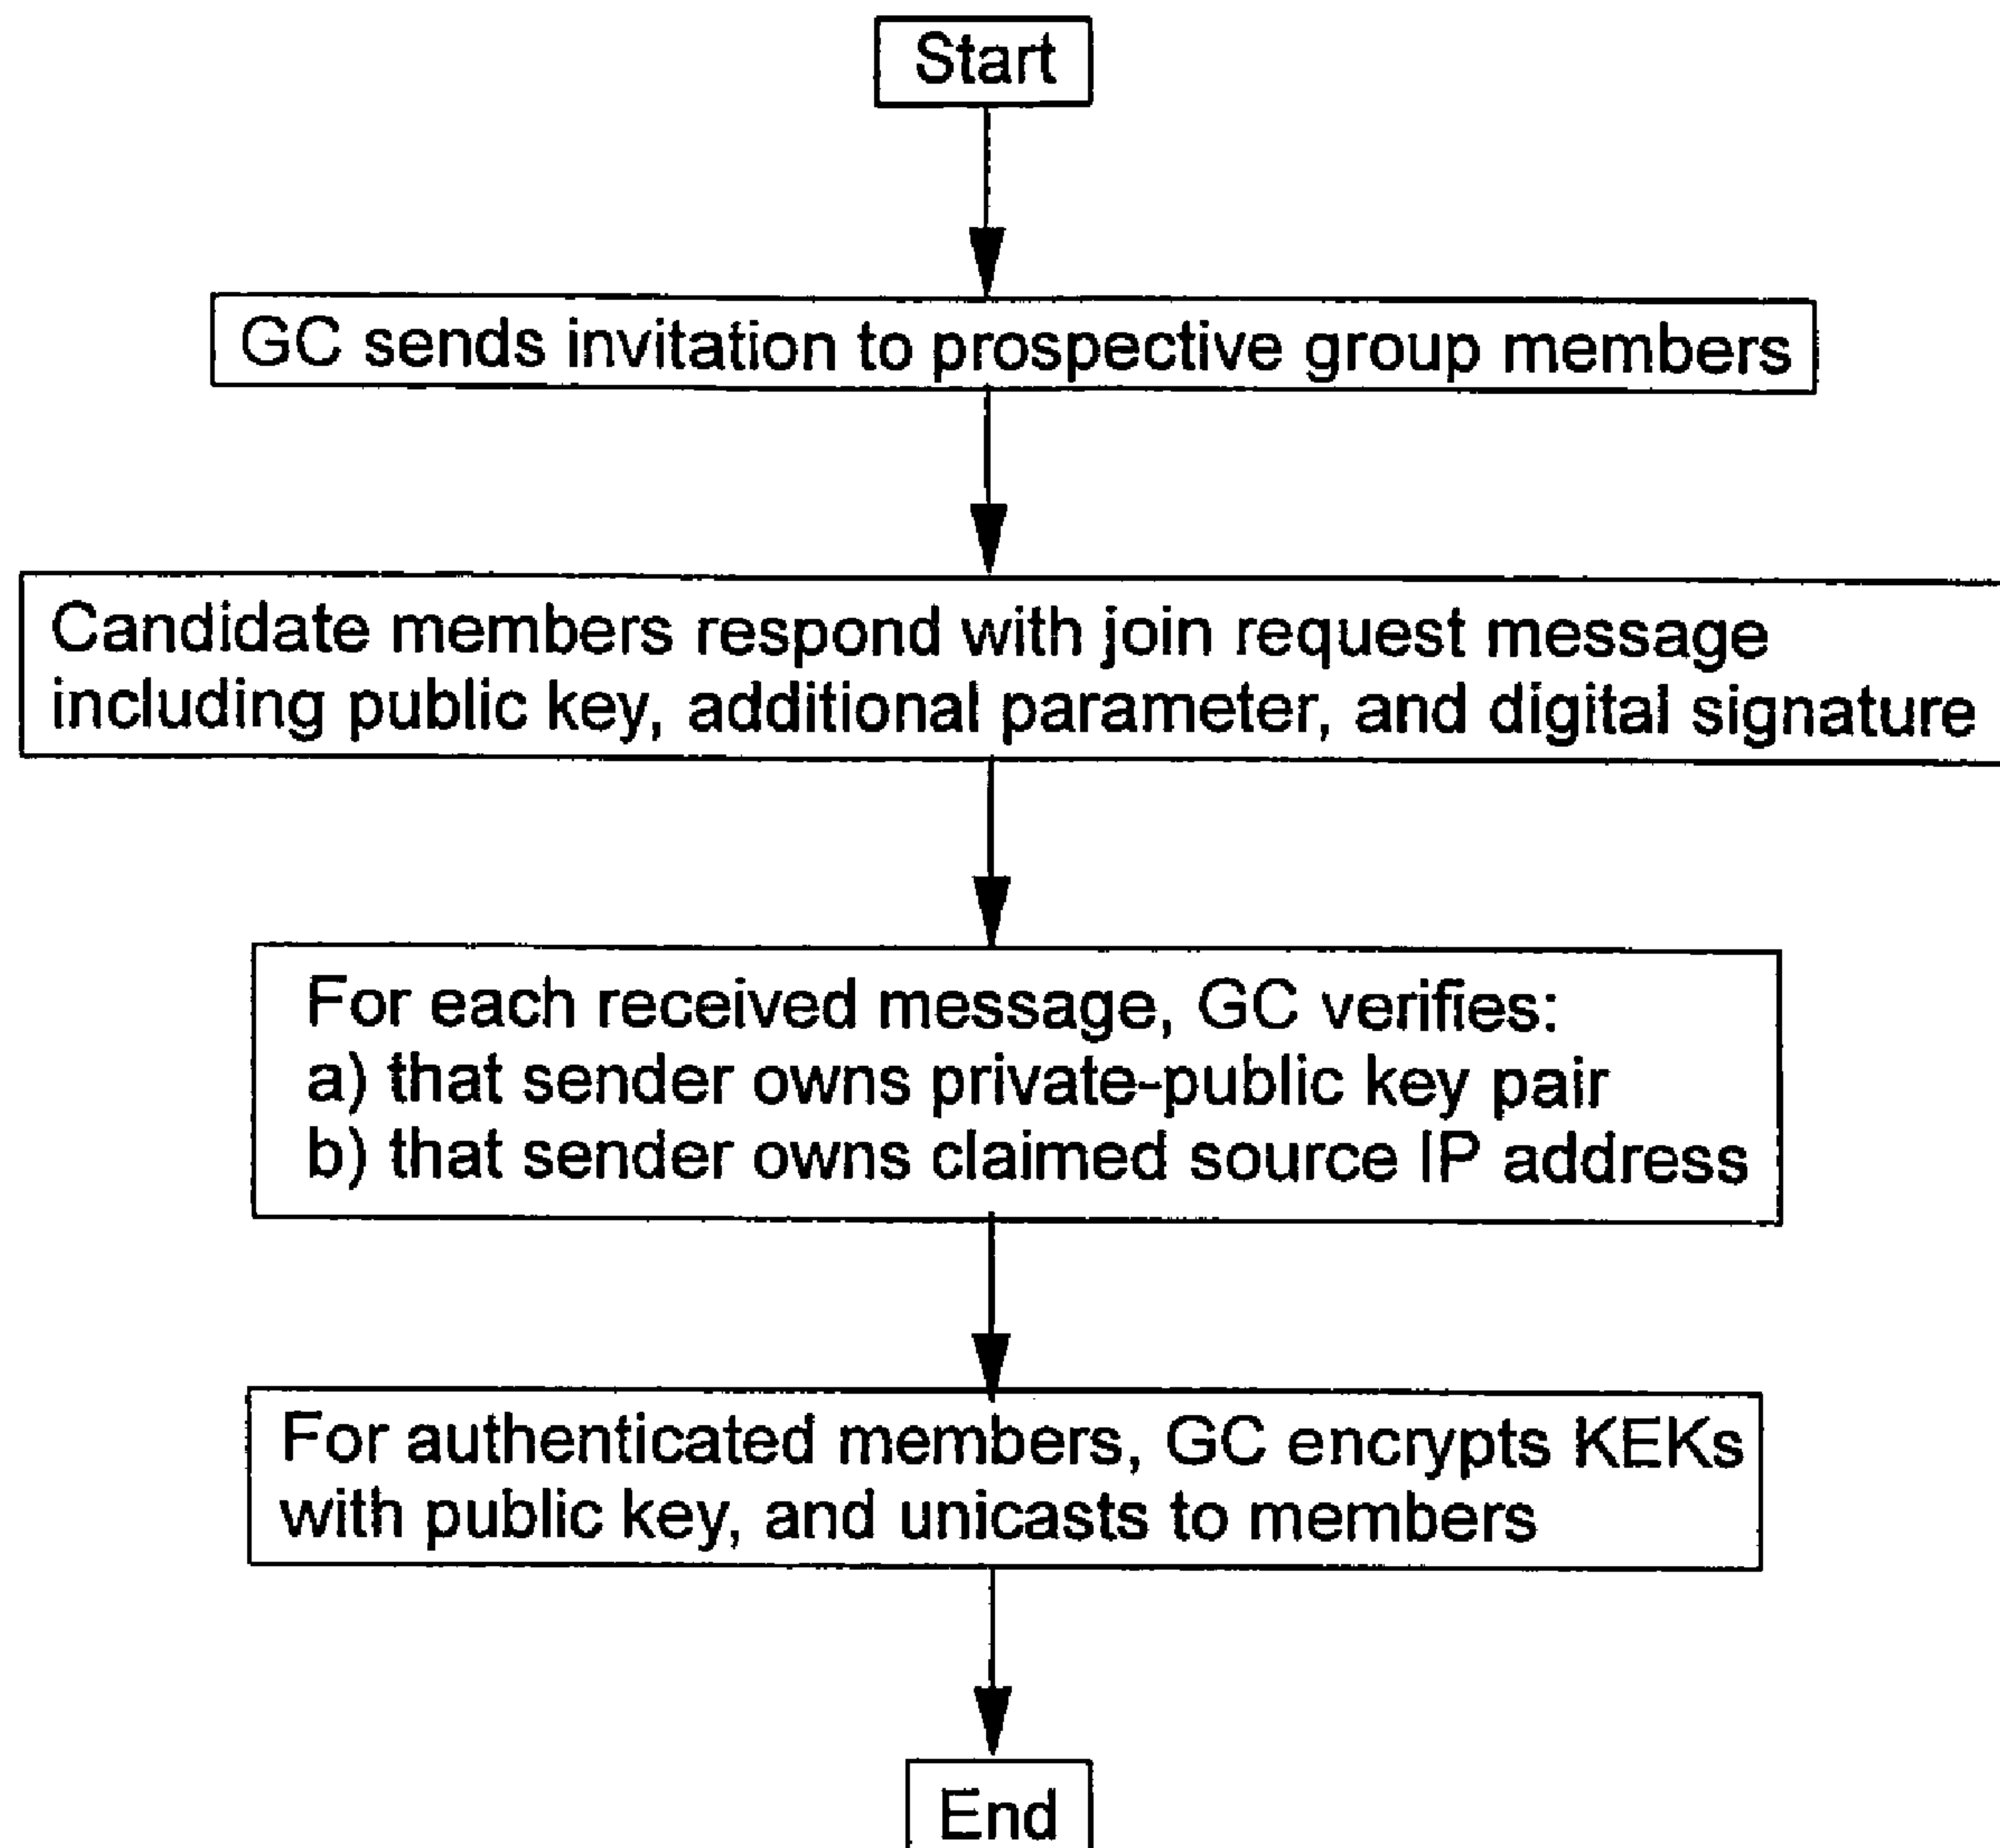 Start
GC sends invitation to prospective group members
Candidate members respond with join request message
including public key, additional parameter, and digital signature
For each received message, GC verifies:
a) that sender owns private-public key pair
b) that sender owns claimed source IP address
For authenticated members, GC encrypts KEKs
with public key, and unicasts to members
End